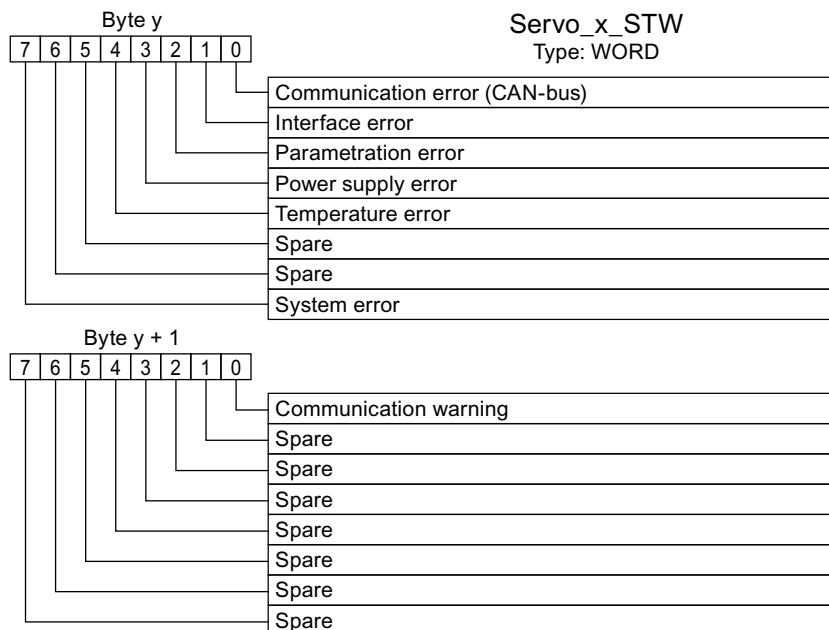 Byte y
Servo_x_STW
Type: WORD
7 6 5 4 3 2 1 0
Communication error (CAN-bus)
Interface error
Parametration error
Power supply error
Temperature error
Spare
Spare
System error
Byte y + 1
7 6 5 4 3 2 1 0
Communication warning
Spare
Spare
Spare
Spare
Spare
Spare
Spare